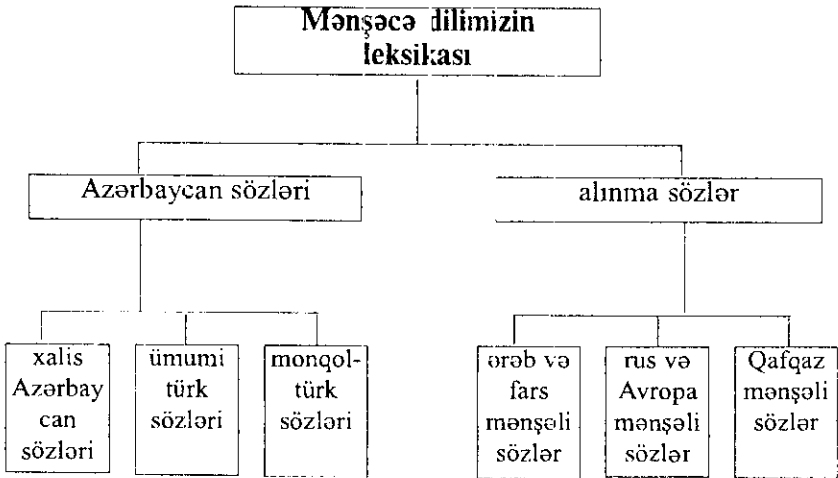 Mənşəcə dilimizin
leksikası
Azərbaycan sözləri
alınma sözlər
xalis
Azərbay
can
sözləri
ümumi
türk
sözləri
monqol-
türk
sözləri
ərəb və
fars
mənşəli
sözlər
rus və
Avropa
mənşəli
sözlər
Qafqaz
mənşəli
sözlər